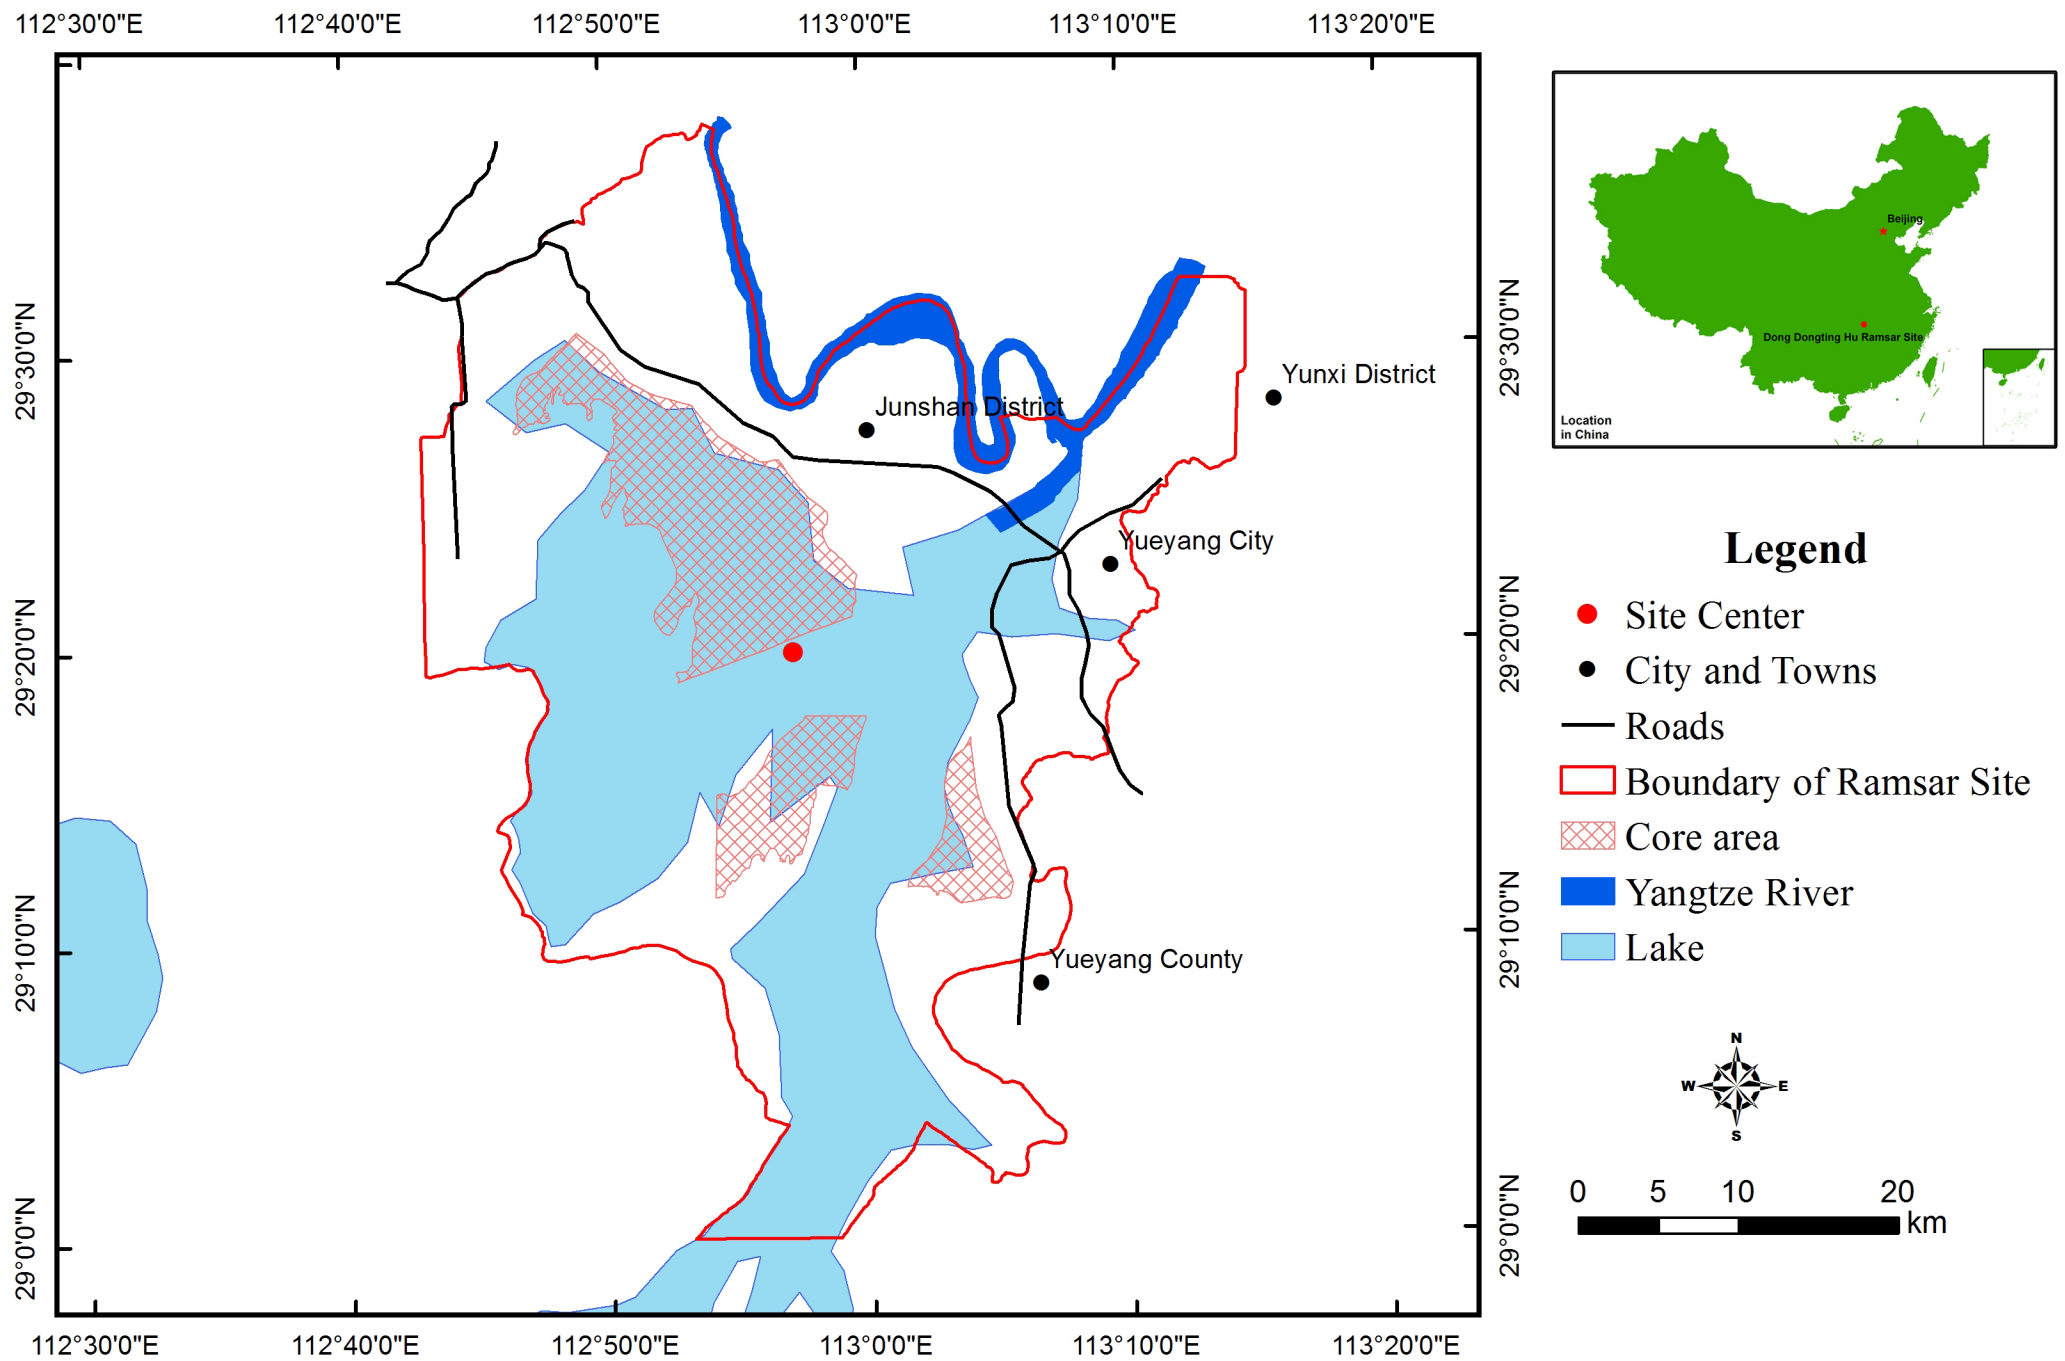 112°30'0"E
112°40'0"E
112°50'0"E
113°0'0"E
113°10'0"E
113°20'0"E
29°30'0"N
29°20'0"N
29°10'0"N
29°0'0"N
Yunxi District
Junshan District
Yueyang City
Yueyang County
29°30'0"N
29°20'0"N
29°10'0"N
29°0'0"N
112°30'0"E
112°40'0"E
112°50'0"E
113°0'0"E
113°10'0"E
113°20'0"E
Beijing
Dong Dongting Hu Ramsar Site
Location
in China
Legend
Site Center
City and Towns
Roads
Boundary of Ramsar Site
Core area
Yangtze River
Lake
N
W E
S
0 5 10 20
km